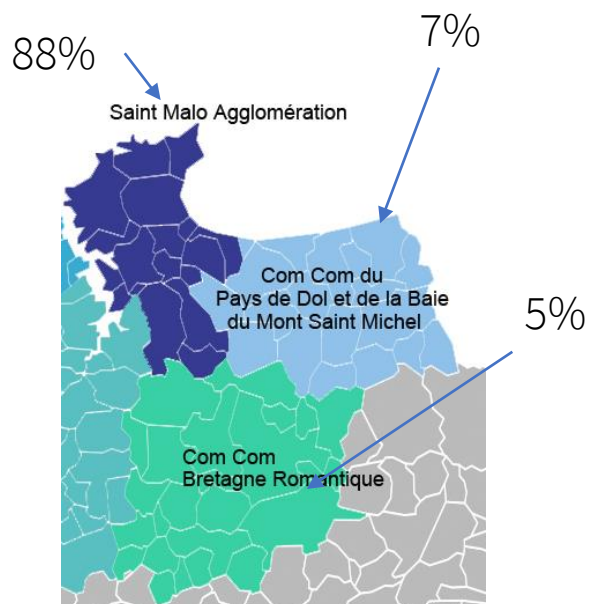 7%
88%
Saint Malo Agglomération
Com Com du
Pays de Dol et de la Baie
du Mont Saint Michel
5%
Com Com
Bretagne Romantique